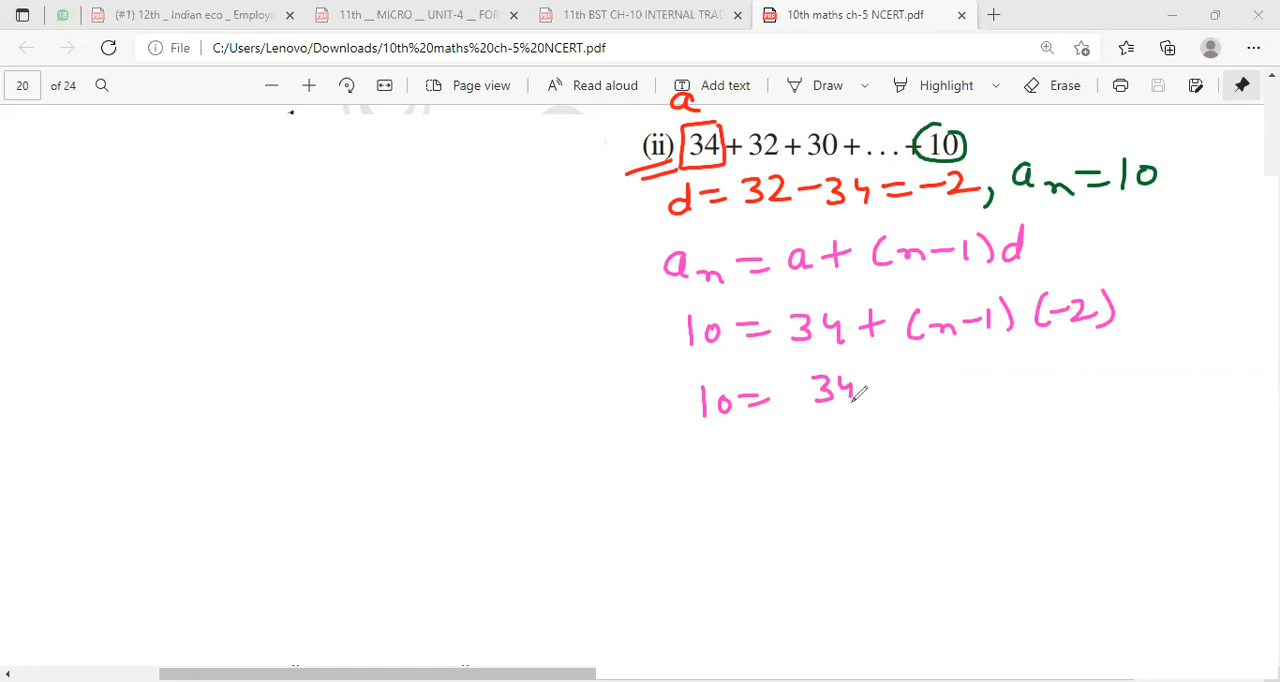 (#1) 12th _ Indian eco _ Employm
11th __ MICRO __ UNIT-4 __ FOR
11th BST CH-10 INTERNAL TRAD
10th maths ch-5 NCERT.pdf
File C:/Users/Lenovo/Downloads/10th%20maths%20ch-5%20NCERT.pdf
20 of 24 Page view Read aloud Add text Draw Highlight Erase
a
(ii) 34 + 32 + 30 + . . . + 10
d = 32 - 34 = -2, aₙ = 10
aₙ = a + (n-1)d
10 = 34 + (n-1) (-2)
10 = 34